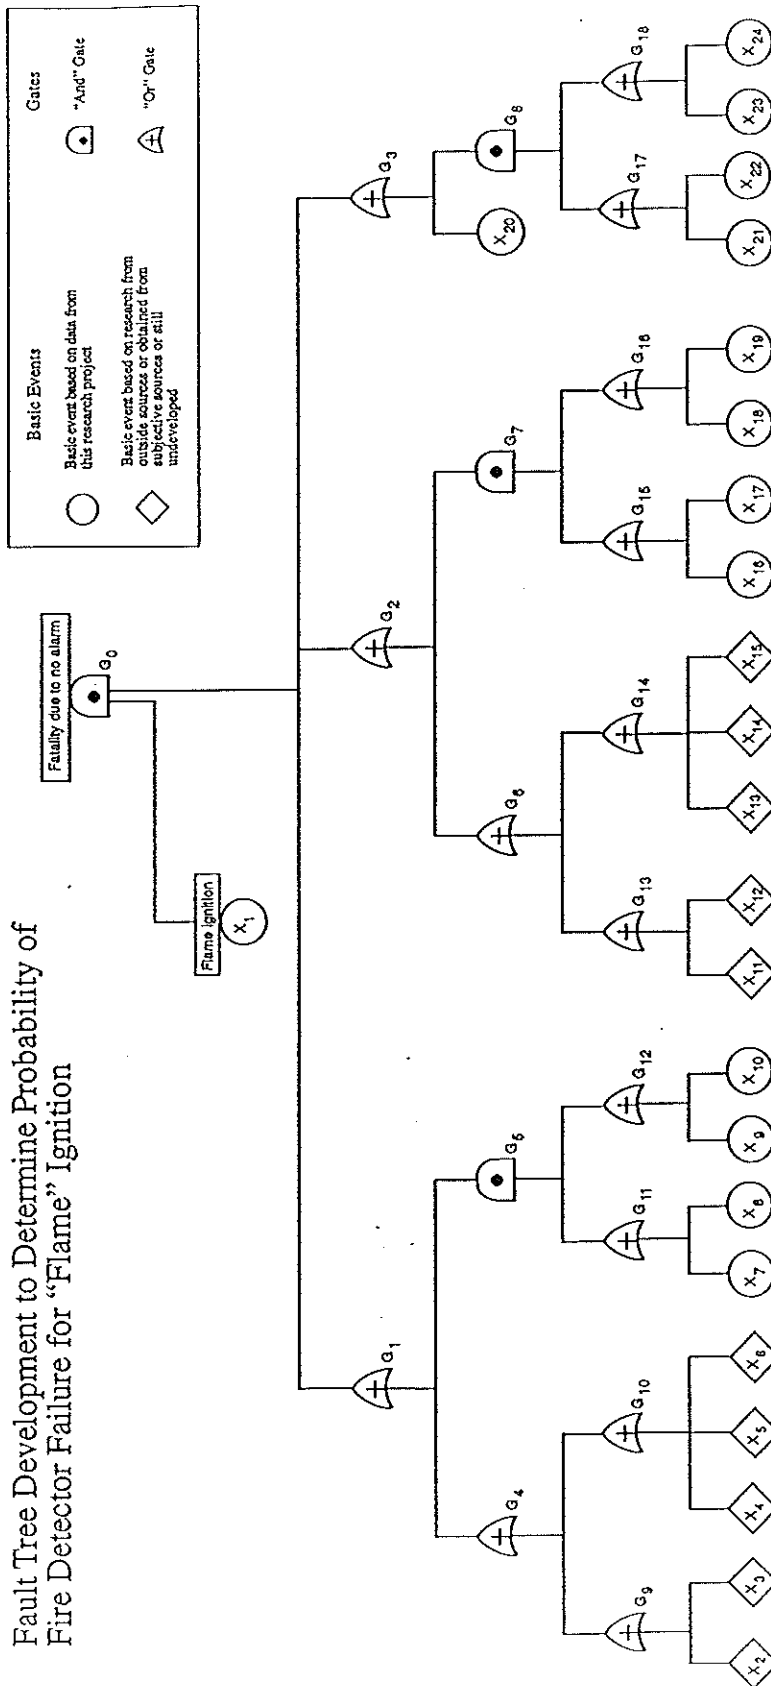 Fault Tree Development to Determine Probability of
Fire Detector Failure for “Flame” Ignition
Basic Events
Gates
Basic event based on data from
this research project
"And" Gate
Basic event based on research from
outside sources or obtained from
subjective sources or still
undeveloped
"Or" Gate
Fatality due to no alarm
G0
Flame Ignition
X1
G1
G2
G3
G4
G5
G6
G7
X20
G8
G9
G10
G11
G12
G13
G14
G15
G16
G17
G18
X2
X3
X4
X5
X6
X7
X8
X9
X10
X11
X12
X13
X14
X15
X16
X17
X18
X19
X21
X22
X23
X24